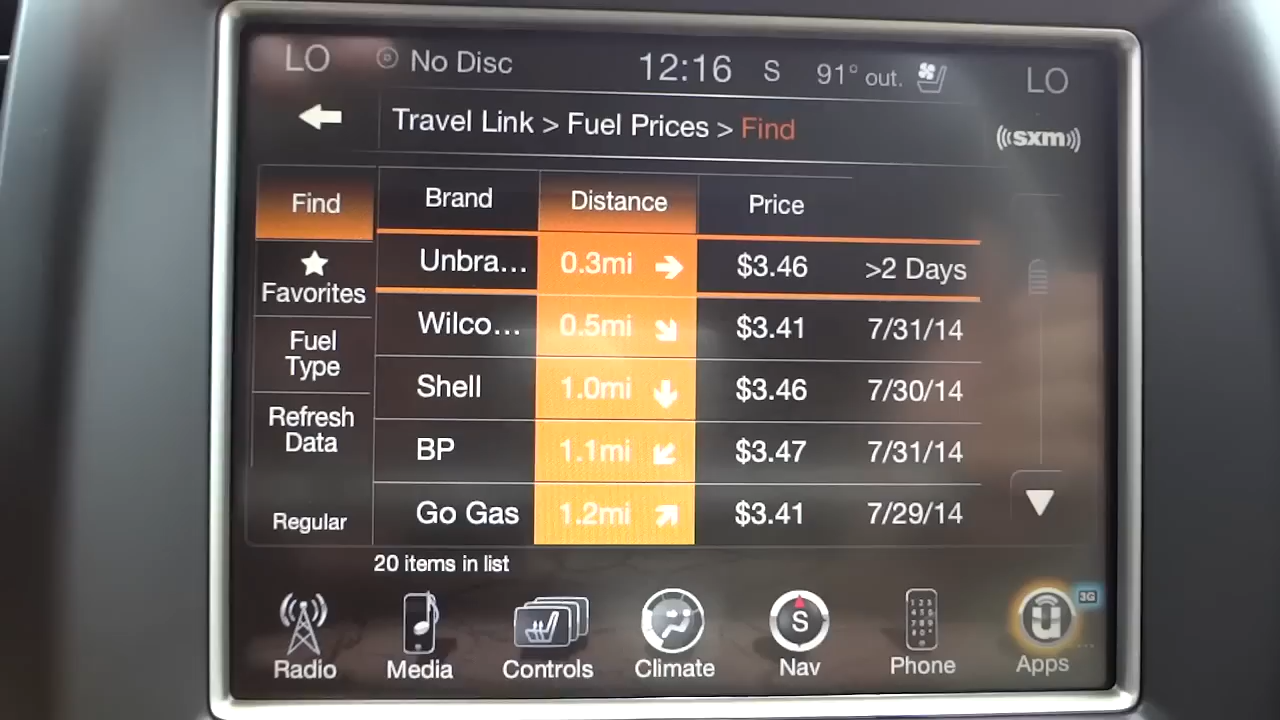 LO No Disc 12:16 S 91° out. LO
Travel Link > Fuel Prices > Find
((sxm))
Find Brand Distance Price
Unbra... 0.3mi $3.46 >2 Days
Favorites
Wilco... 0.5mi $3.41 7/31/14
Fuel
Type
Shell 1.0mi $3.46 7/30/14
Refresh
Data
BP 1.1mi $3.47 7/31/14
Go Gas 1.2mi $3.41 7/29/14
Regular
20 items in list
3G
S
Radio Media Controls Climate Nav Phone Apps